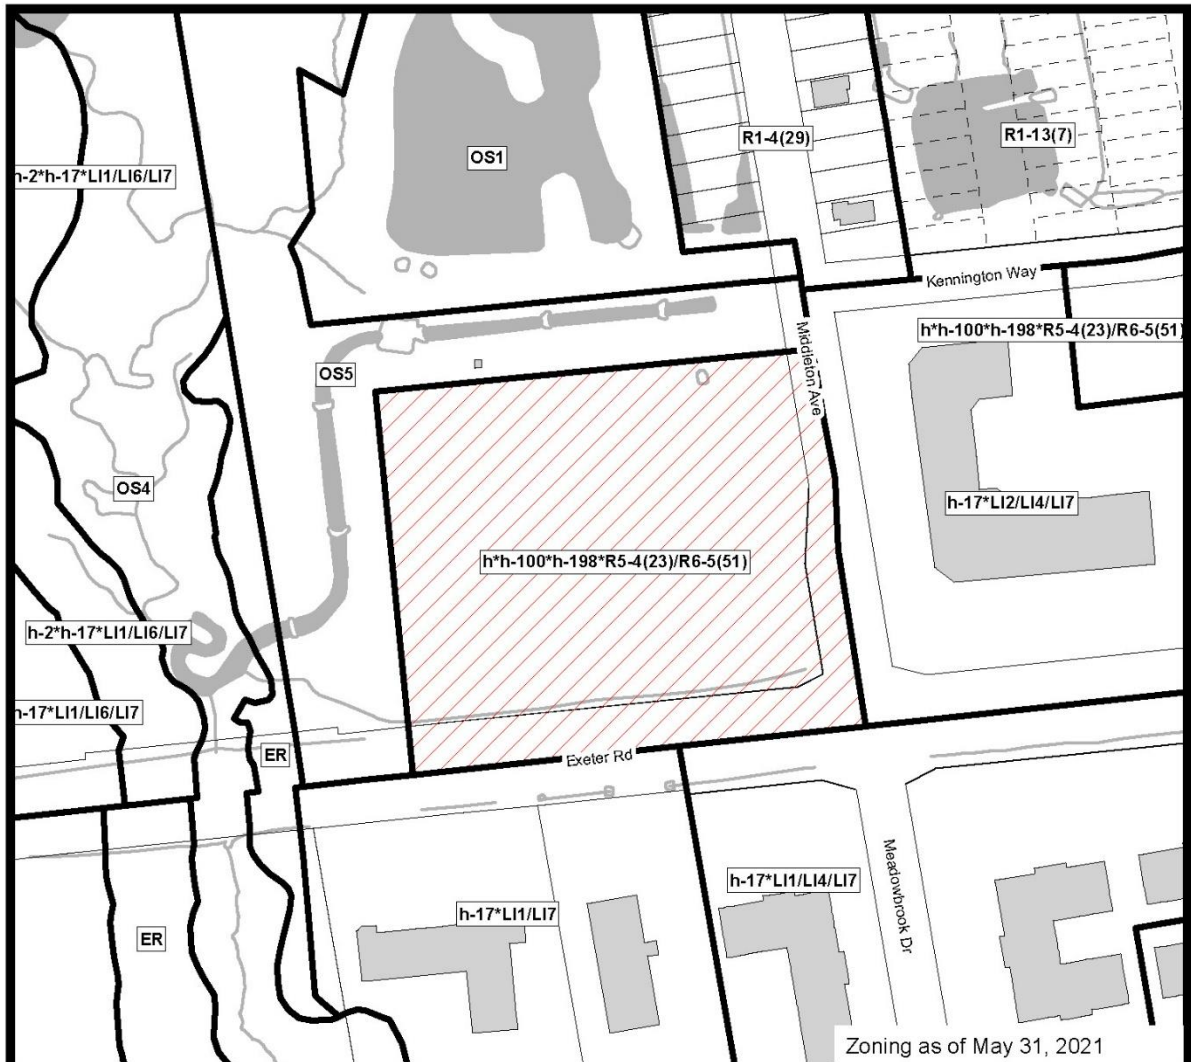 OS1
R1-4(29)
R1-13(7)
h-2*h-17*LI1/LI6/LI7
Kennington Way
h*h-100*h-198*R5-4(23)/R6-5(51)
Middleton Ave
OS5
OS4
h-17*LI2/LI4/LI7
h*h-100*h-198*R5-4(23)/R6-5(51)
h-2*h-17*LI1/LI6/LI7
h-17*LI1/LI6/LI7
ER
Exeter Rd
Meadowbrook Dr
h-17*LI1/LI4/LI7
h-17*LI1/LI7
ER
Zoning as of May 31, 2021